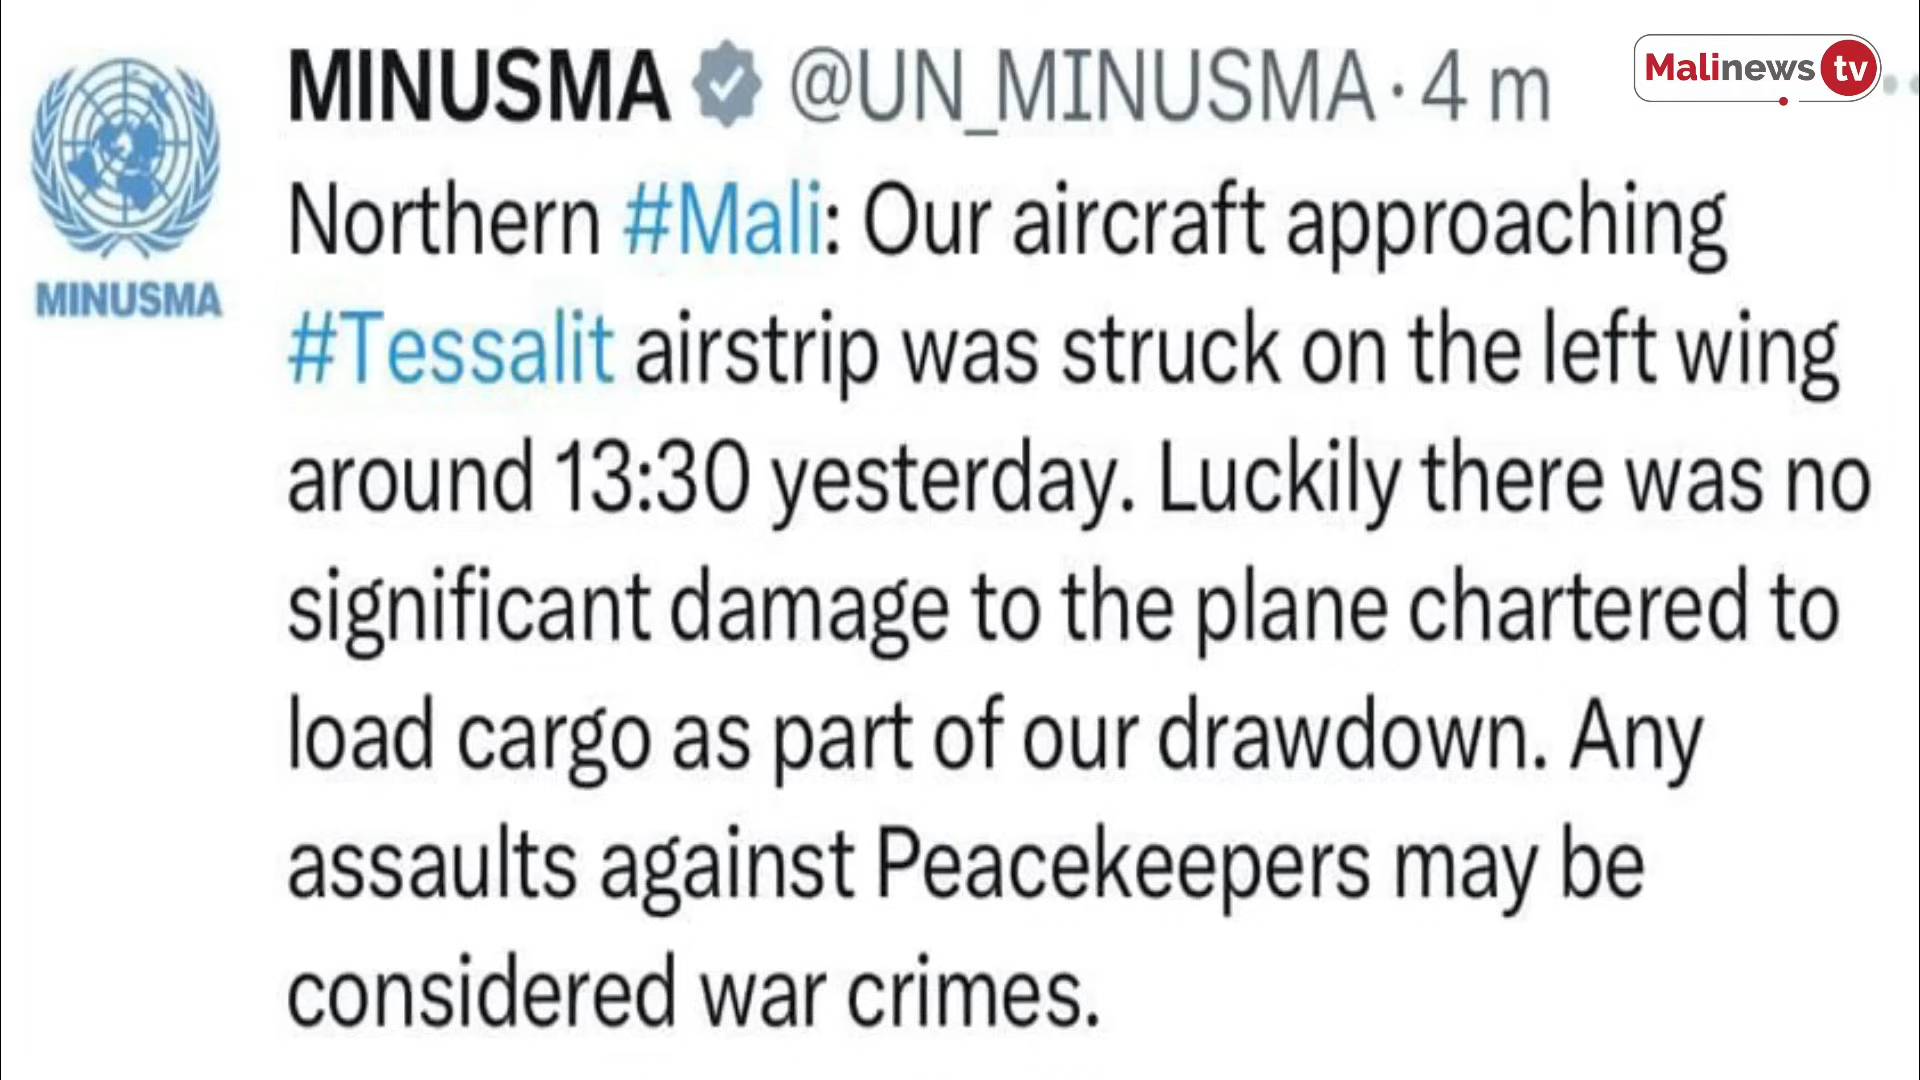 MINUSMA @UN_MINUSMA · 4 m
Malinews tv
MINUSMA
Northern #Mali: Our aircraft approaching
#Tessalit airstrip was struck on the left wing
around 13:30 yesterday. Luckily there was no
significant damage to the plane chartered to
load cargo as part of our drawdown. Any
assaults against Peacekeepers may be
considered war crimes.